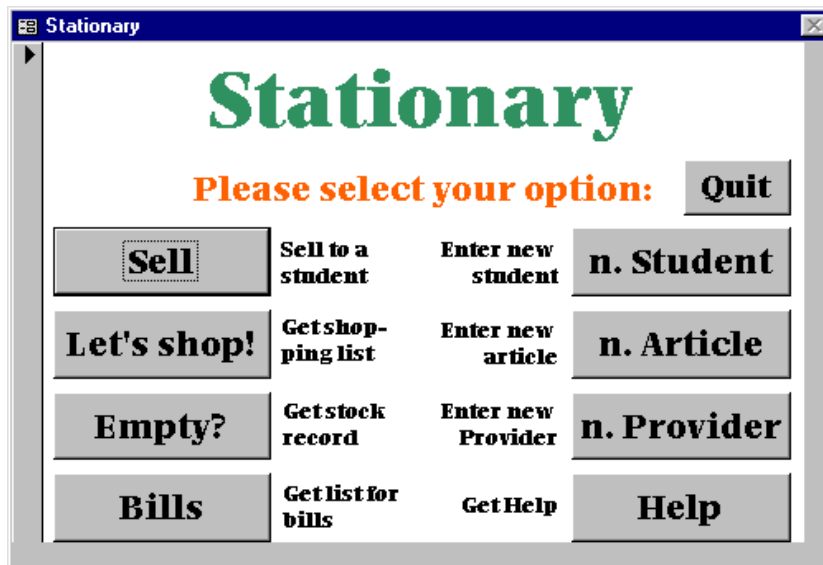 Stationary
Stationary
Please select your option:
Quit
Sell
Sell to a
student
Enter new
student
n. Student
Let's shop!
Get shop-
ping list
Enter new
article
n. Article
Empty?
Get stock
record
Enter new
Provider
n. Provider
Bills
Get list for
bills
Get Help
Help